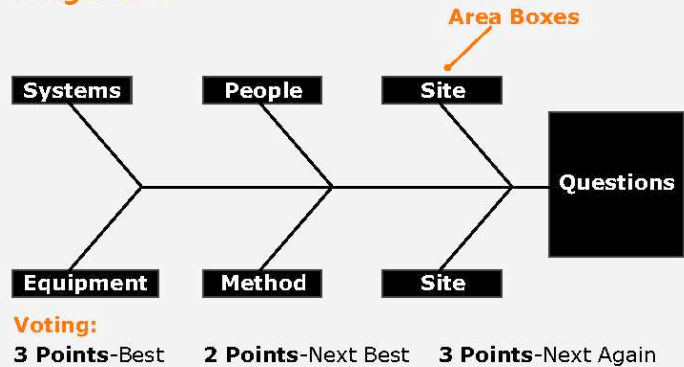 Area Boxes
Systems People Site
Questions
Equipment Method Site
Voting:
3 Points-Best 2 Points-Next Best 3 Points-Next Again